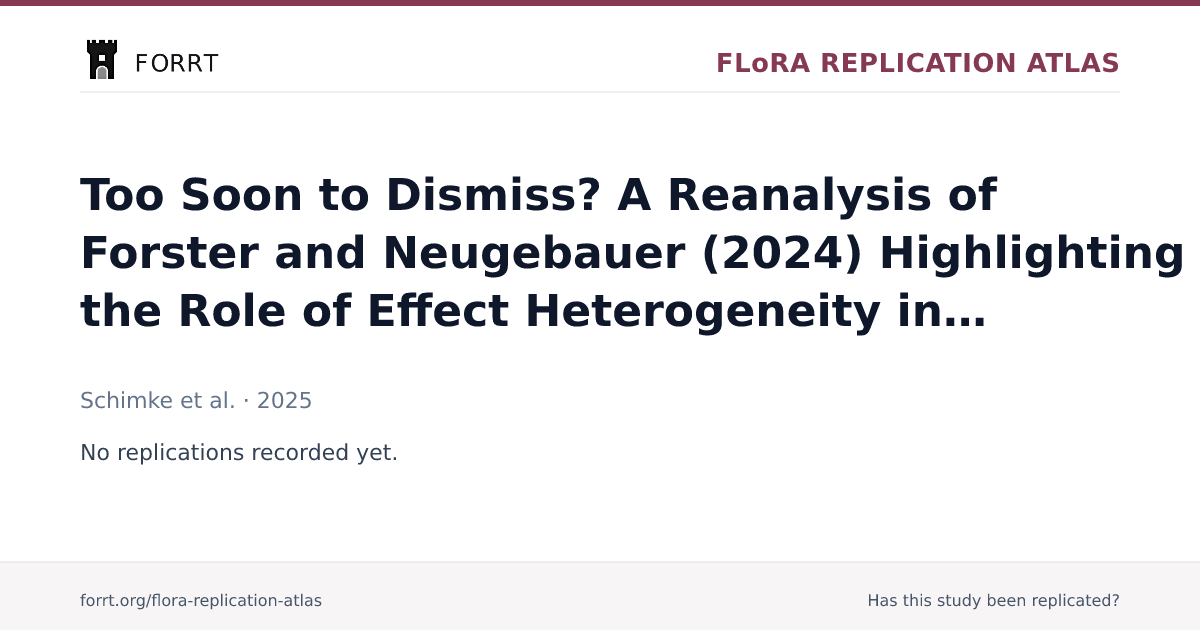 FORRT
FLoRA REPLICATION ATLAS
Too Soon to Dismiss? A Reanalysis of
Forster and Neugebauer (2024) Highlighting
the Role of Effect Heterogeneity in…
Schimke et al. · 2025
No replications recorded yet.
forrt.org/flora-replication-atlas
Has this study been replicated?